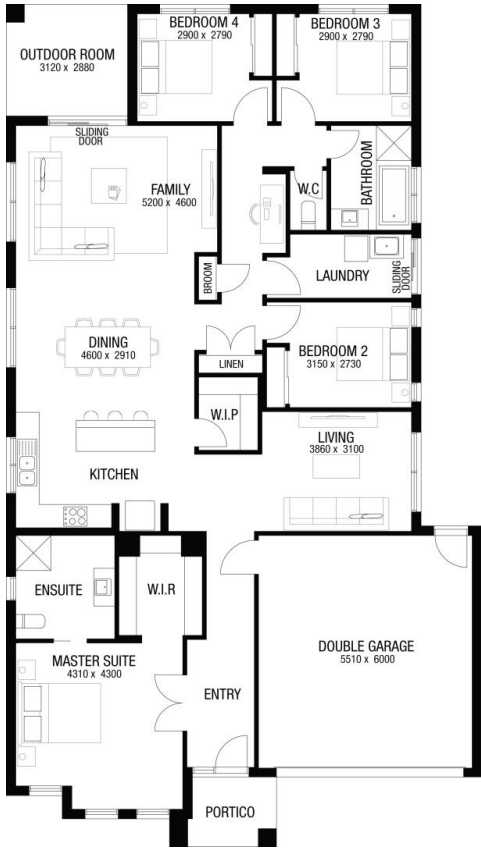 BEDROOM 4
2900 x 2790
BEDROOM 3
2900 x 2790
OUTDOOR ROOM
3120 x 2880
SLIDING
DOOR
FAMILY
5200 x 4600
W.C
BATHROOM
BROOM
LAUNDRY
SLIDING
DOOR
DINING
4600 x 2910
LINEN
BEDROOM 2
3150 x 2730
W.I.P
LIVING
3860 x 3100
KITCHEN
ENSUITE
W.I.R
DOUBLE GARAGE
5510 x 6000
MASTER SUITE
4310 x 4300
ENTRY
PORTICO